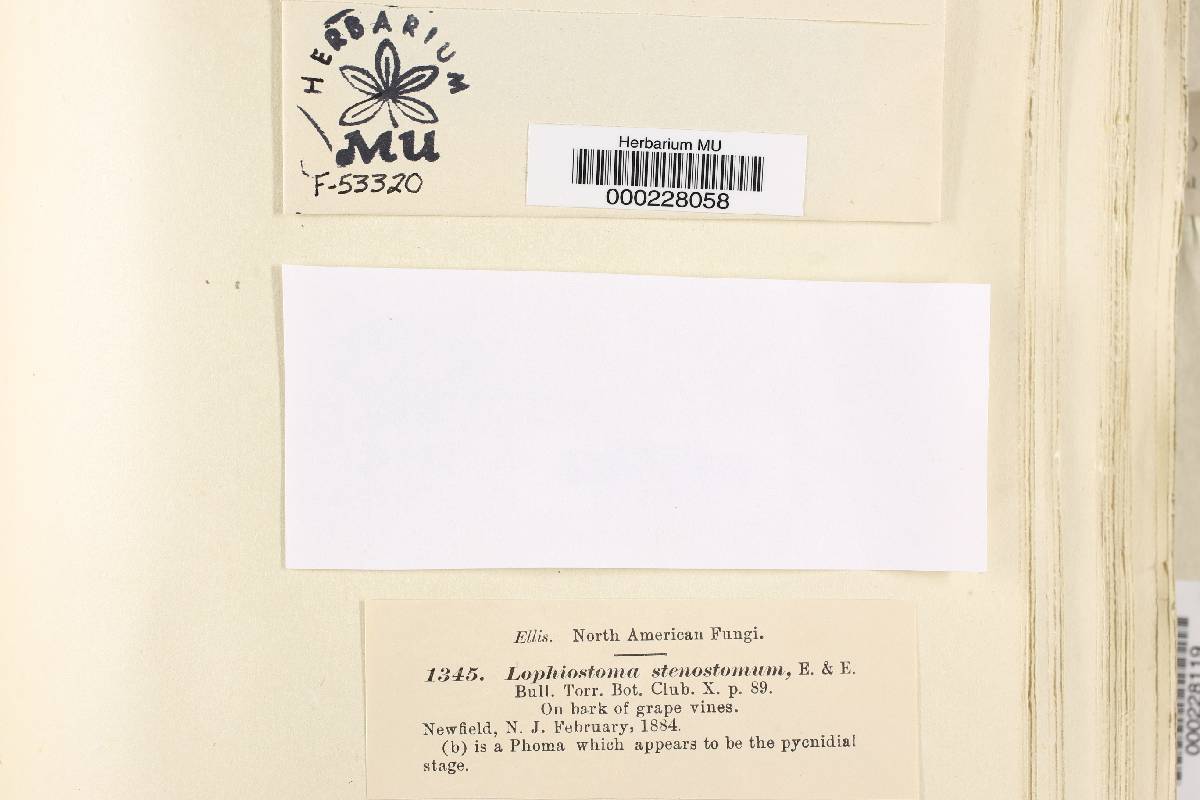 HERBARIUM
MU
F-53320
Herbarium MU
000228058
Ellis. North American Fungi.
1345. Lophiostoma stenostomum, E. & E.
Bull. Torr. Bot. Club. X. p. 89.
On bark of grape vines.
Newfield, N. J. February, 1884.
(b) is a Phoma which appears to be the pycnidial
stage.
000228119